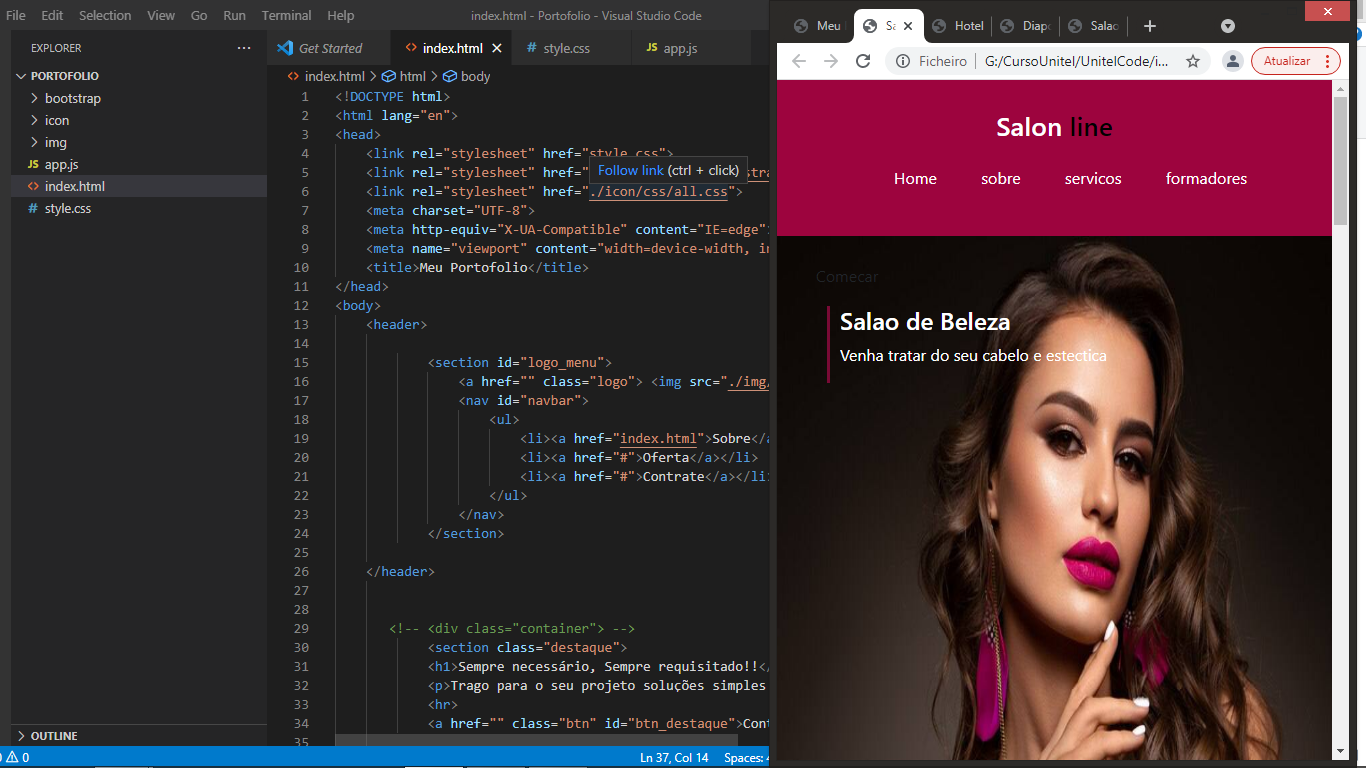 File Edit Selection View Go Run Terminal Help
index.html - Portofolio - Visual Studio Code
EXPLORER ···
PORTOFOLIO
bootstrap
icon
img
JS app.js
<> index.html
# style.css
OUTLINE
Get Started
<> index.html
# style.css
JS app.js
<> index.html > html > body
1 <!DOCTYPE html>
2 <html lang="en">
3 <head>
4 <link rel="stylesheet" href="style.css">
Follow link (ctrl + click)
5 <link rel="stylesheet" href="
6 <link rel="stylesheet" href="./icon/css/all.css">
7 <meta charset="UTF-8">
8 <meta http-equiv="X-UA-Compatible" content="IE=edge"
9 <meta name="viewport" content="width=device-width, in
10 <title>Meu Portofolio</title>
11 </head>
12 <body>
13 <header>
14
15 <section id="logo_menu">
16 <a href="" class="logo"> <img src="./img/
17 <nav id="navbar">
18 <ul>
19 <li><a href="index.html">Sobre</a
20 <li><a href="#">Oferta</a></li>
21 <li><a href="#">Contrate</a></li
22 </ul>
23 </nav>
24 </section>
25
26 </header>
27
28
29 <!-- <div class="container"> -->
30 <section class="destaque">
31 <h1>Sempre necessário, Sempre requisitado!!</
32 <p>Trago para o seu projeto soluções simples
33 <hr>
34 <a href="" class="btn" id="btn_destaque">Cont
35
0
Ln 37, Col 14
Spaces: 4
Meu
Sa
Hotel
Diapo
Salao
Ficheiro | G:/CursoUnitel/UnitelCode/i...
Atualizar
Salon line
Home sobre servicos formadores
Comecar
Salao de Beleza
Venha tratar do seu cabelo e estectica